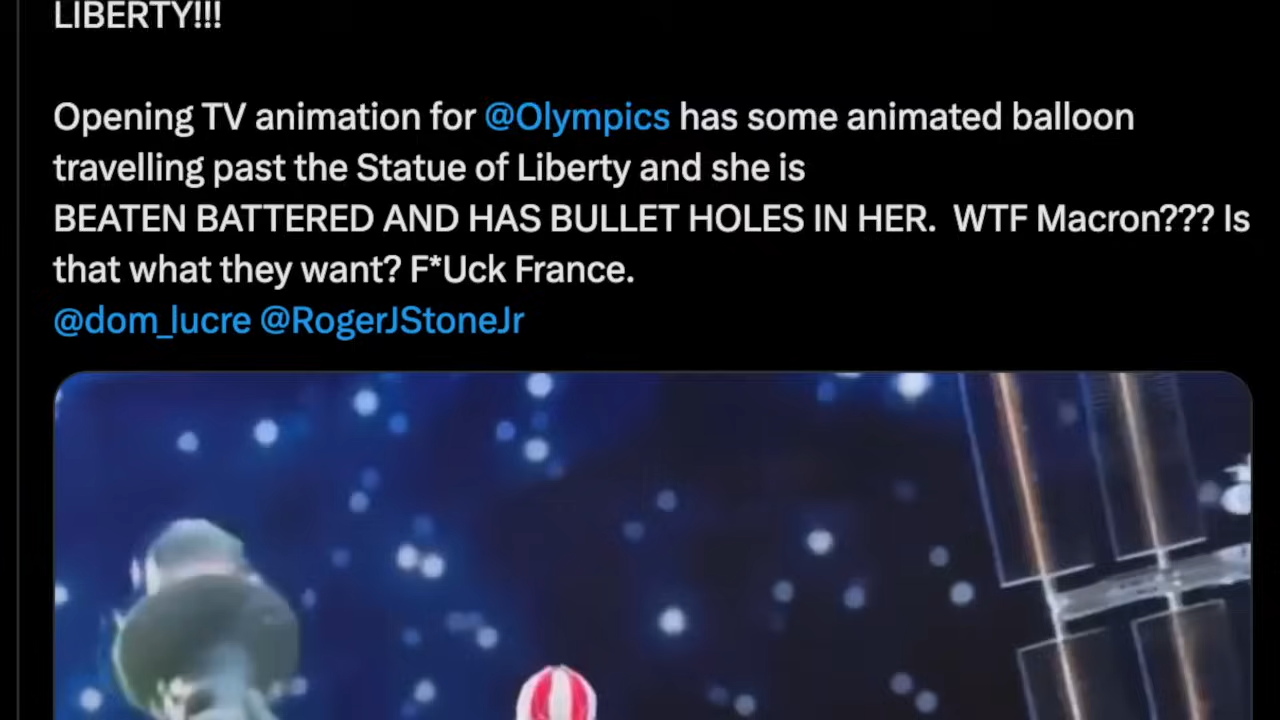 LIBERTY!!!
Opening TV animation for @Olympics has some animated balloon
travelling past the Statue of Liberty and she is
BEATEN BATTERED AND HAS BULLET HOLES IN HER.  WTF Macron??? Is
that what they want? F*Uck France.
@dom_lucre @RogerJStoneJr